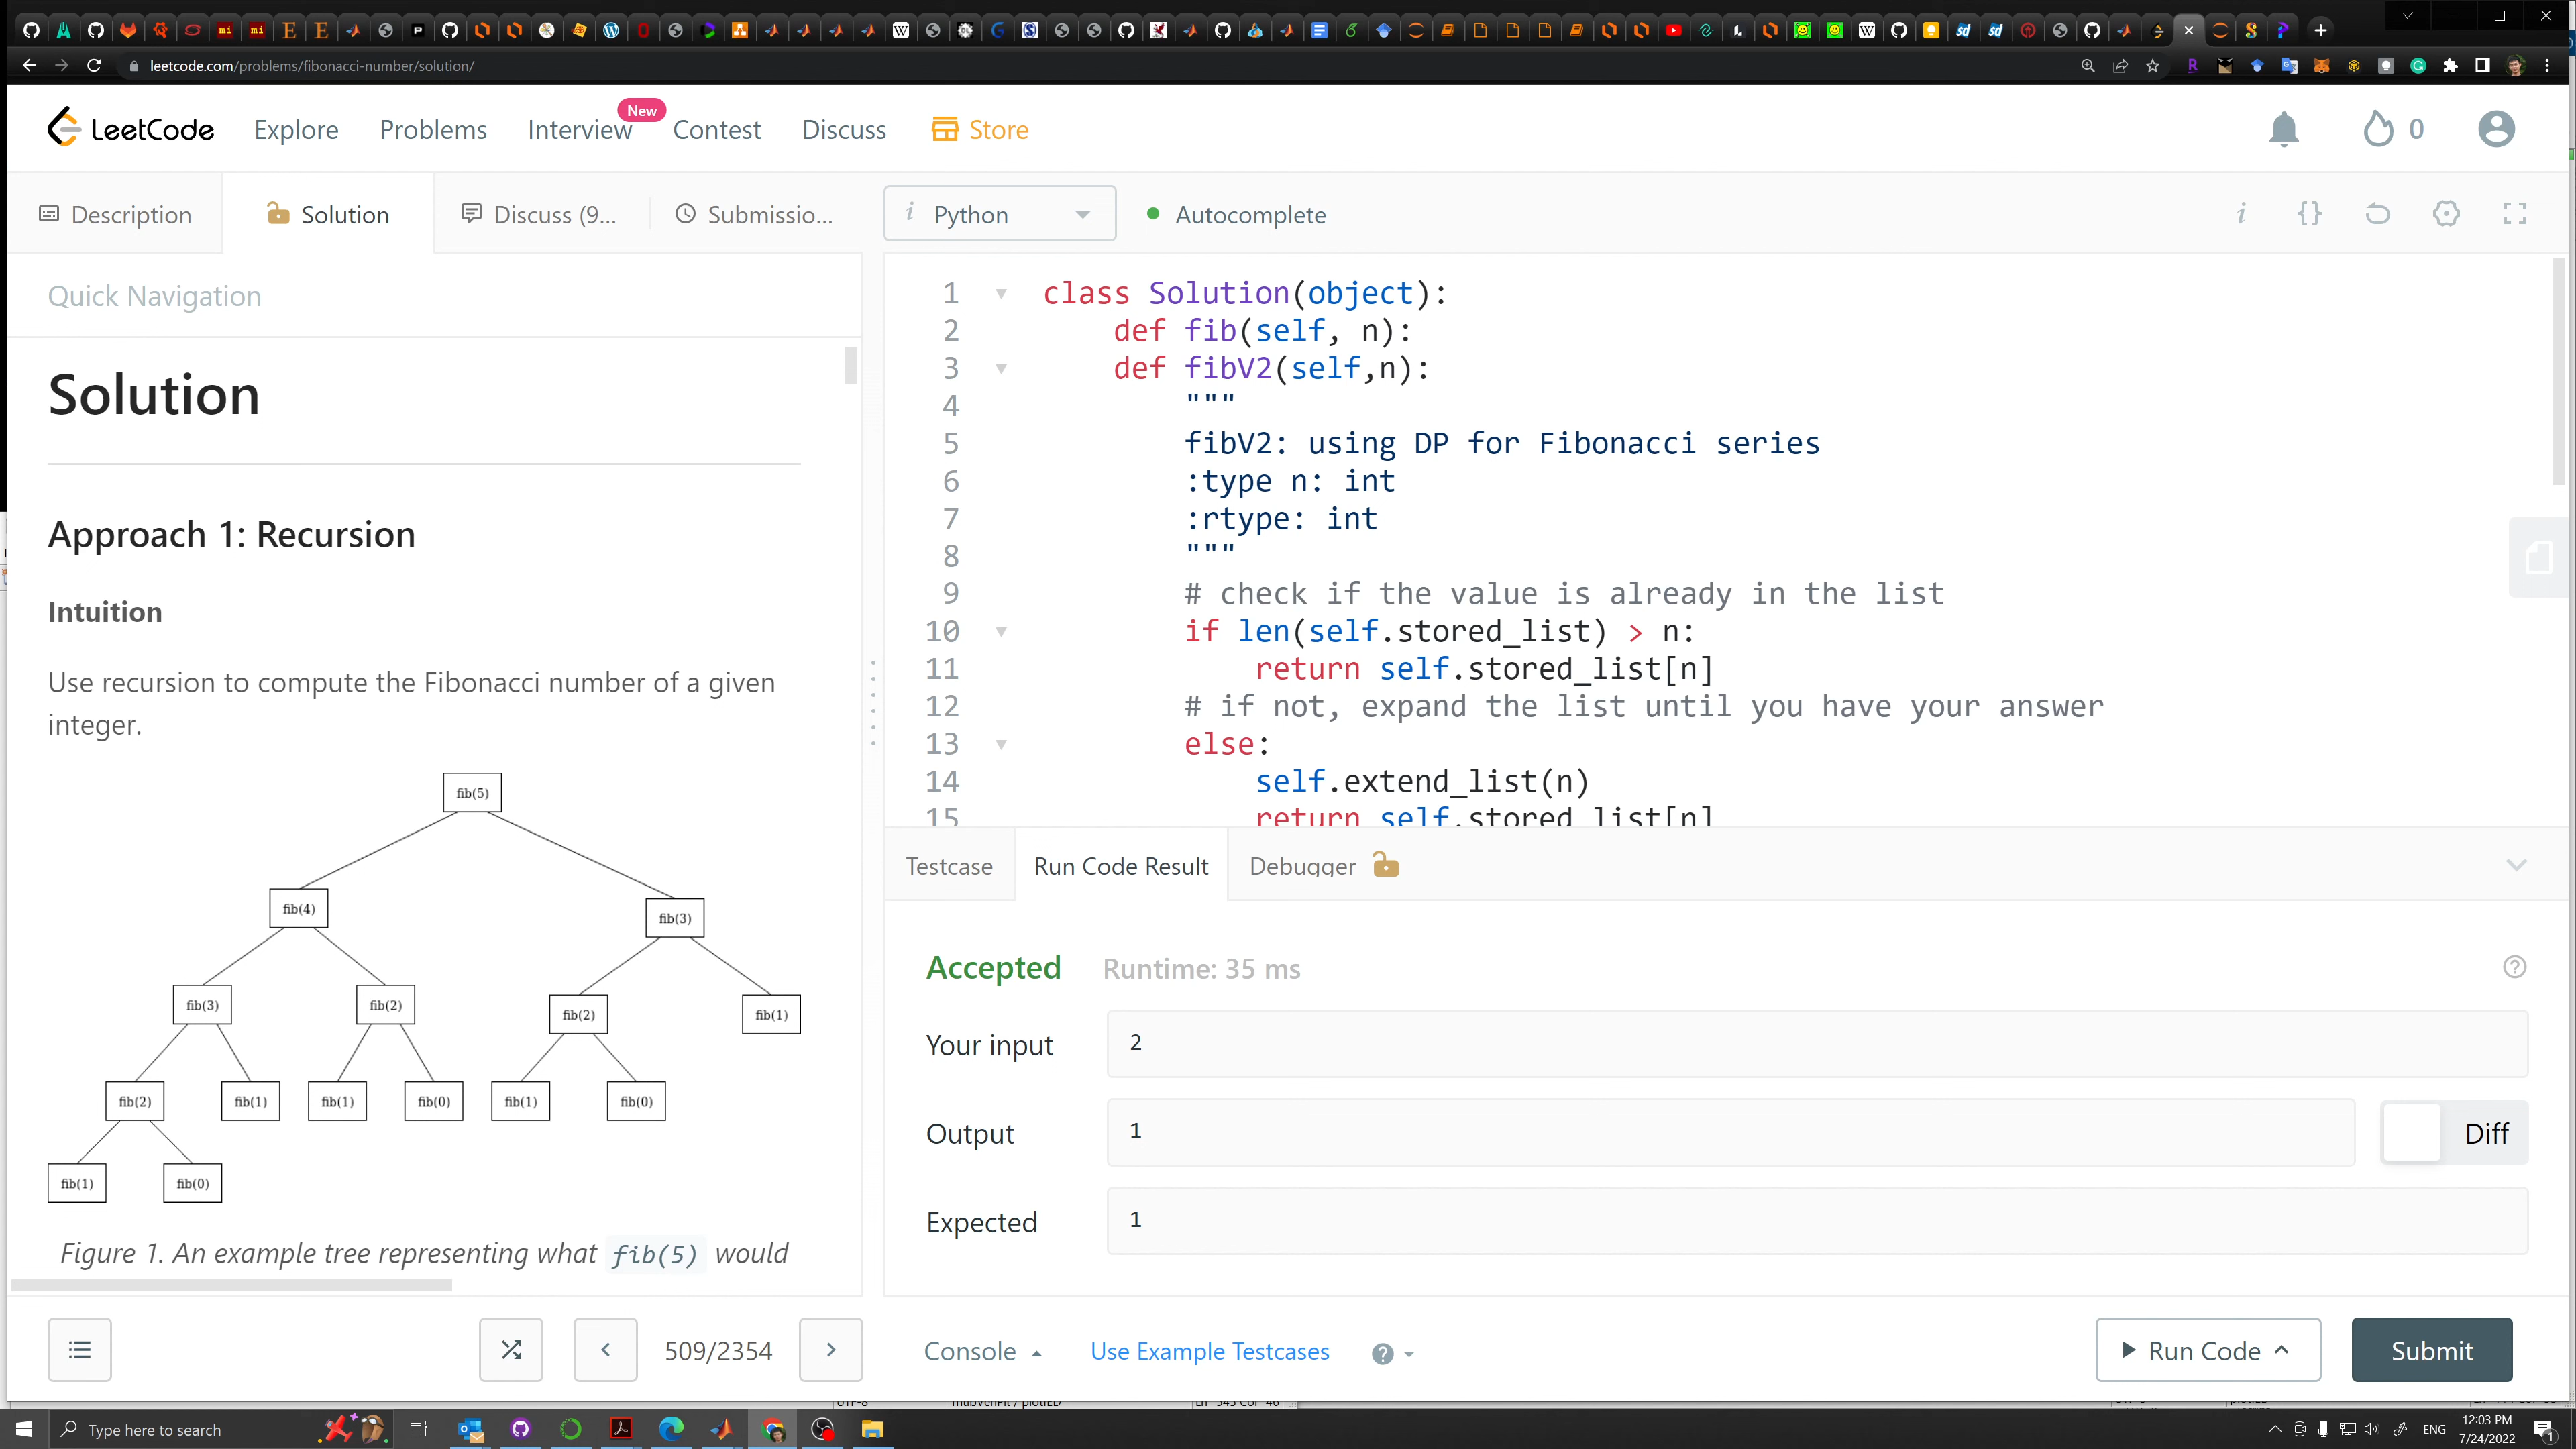 leetcode.com/problems/fibonacci-number/solution/
LeetCode
Explore
Problems
Interview
New
Contest
Discuss
Store
0
Description
Solution
Discuss (9...
Submissio...
i
Python
Autocomplete
i
{}
Quick Navigation
Solution
Approach 1: Recursion
Intuition
Use recursion to compute the Fibonacci number of a given
integer.
fib(5)
fib(4)
fib(3)
fib(3)
fib(2)
fib(2)
fib(1)
fib(2)
fib(1)
fib(1)
fib(0)
fib(1)
fib(0)
fib(1)
fib(0)
Figure 1. An example tree representing what fib(5) would
509/2354
1 class Solution(object):
2 def fib(self, n):
3 def fibV2(self,n):
4 """
5 fibV2: using DP for Fibonacci series
6 :type n: int
7 :rtype: int
8 """
9 # check if the value is already in the list
10 if len(self.stored_list) > n:
11 return self.stored_list[n]
12 # if not, expand the list until you have your answer
13 else:
14 self.extend_list(n)
15 return self.stored_list[n]
Testcase
Run Code Result
Debugger
Accepted
Runtime: 35 ms
Your input
2
Output
1
Diff
Expected
1
Console
Use Example Testcases
Run Code
Submit
Type here to search
ENG
12:03 PM
7/24/2022
1